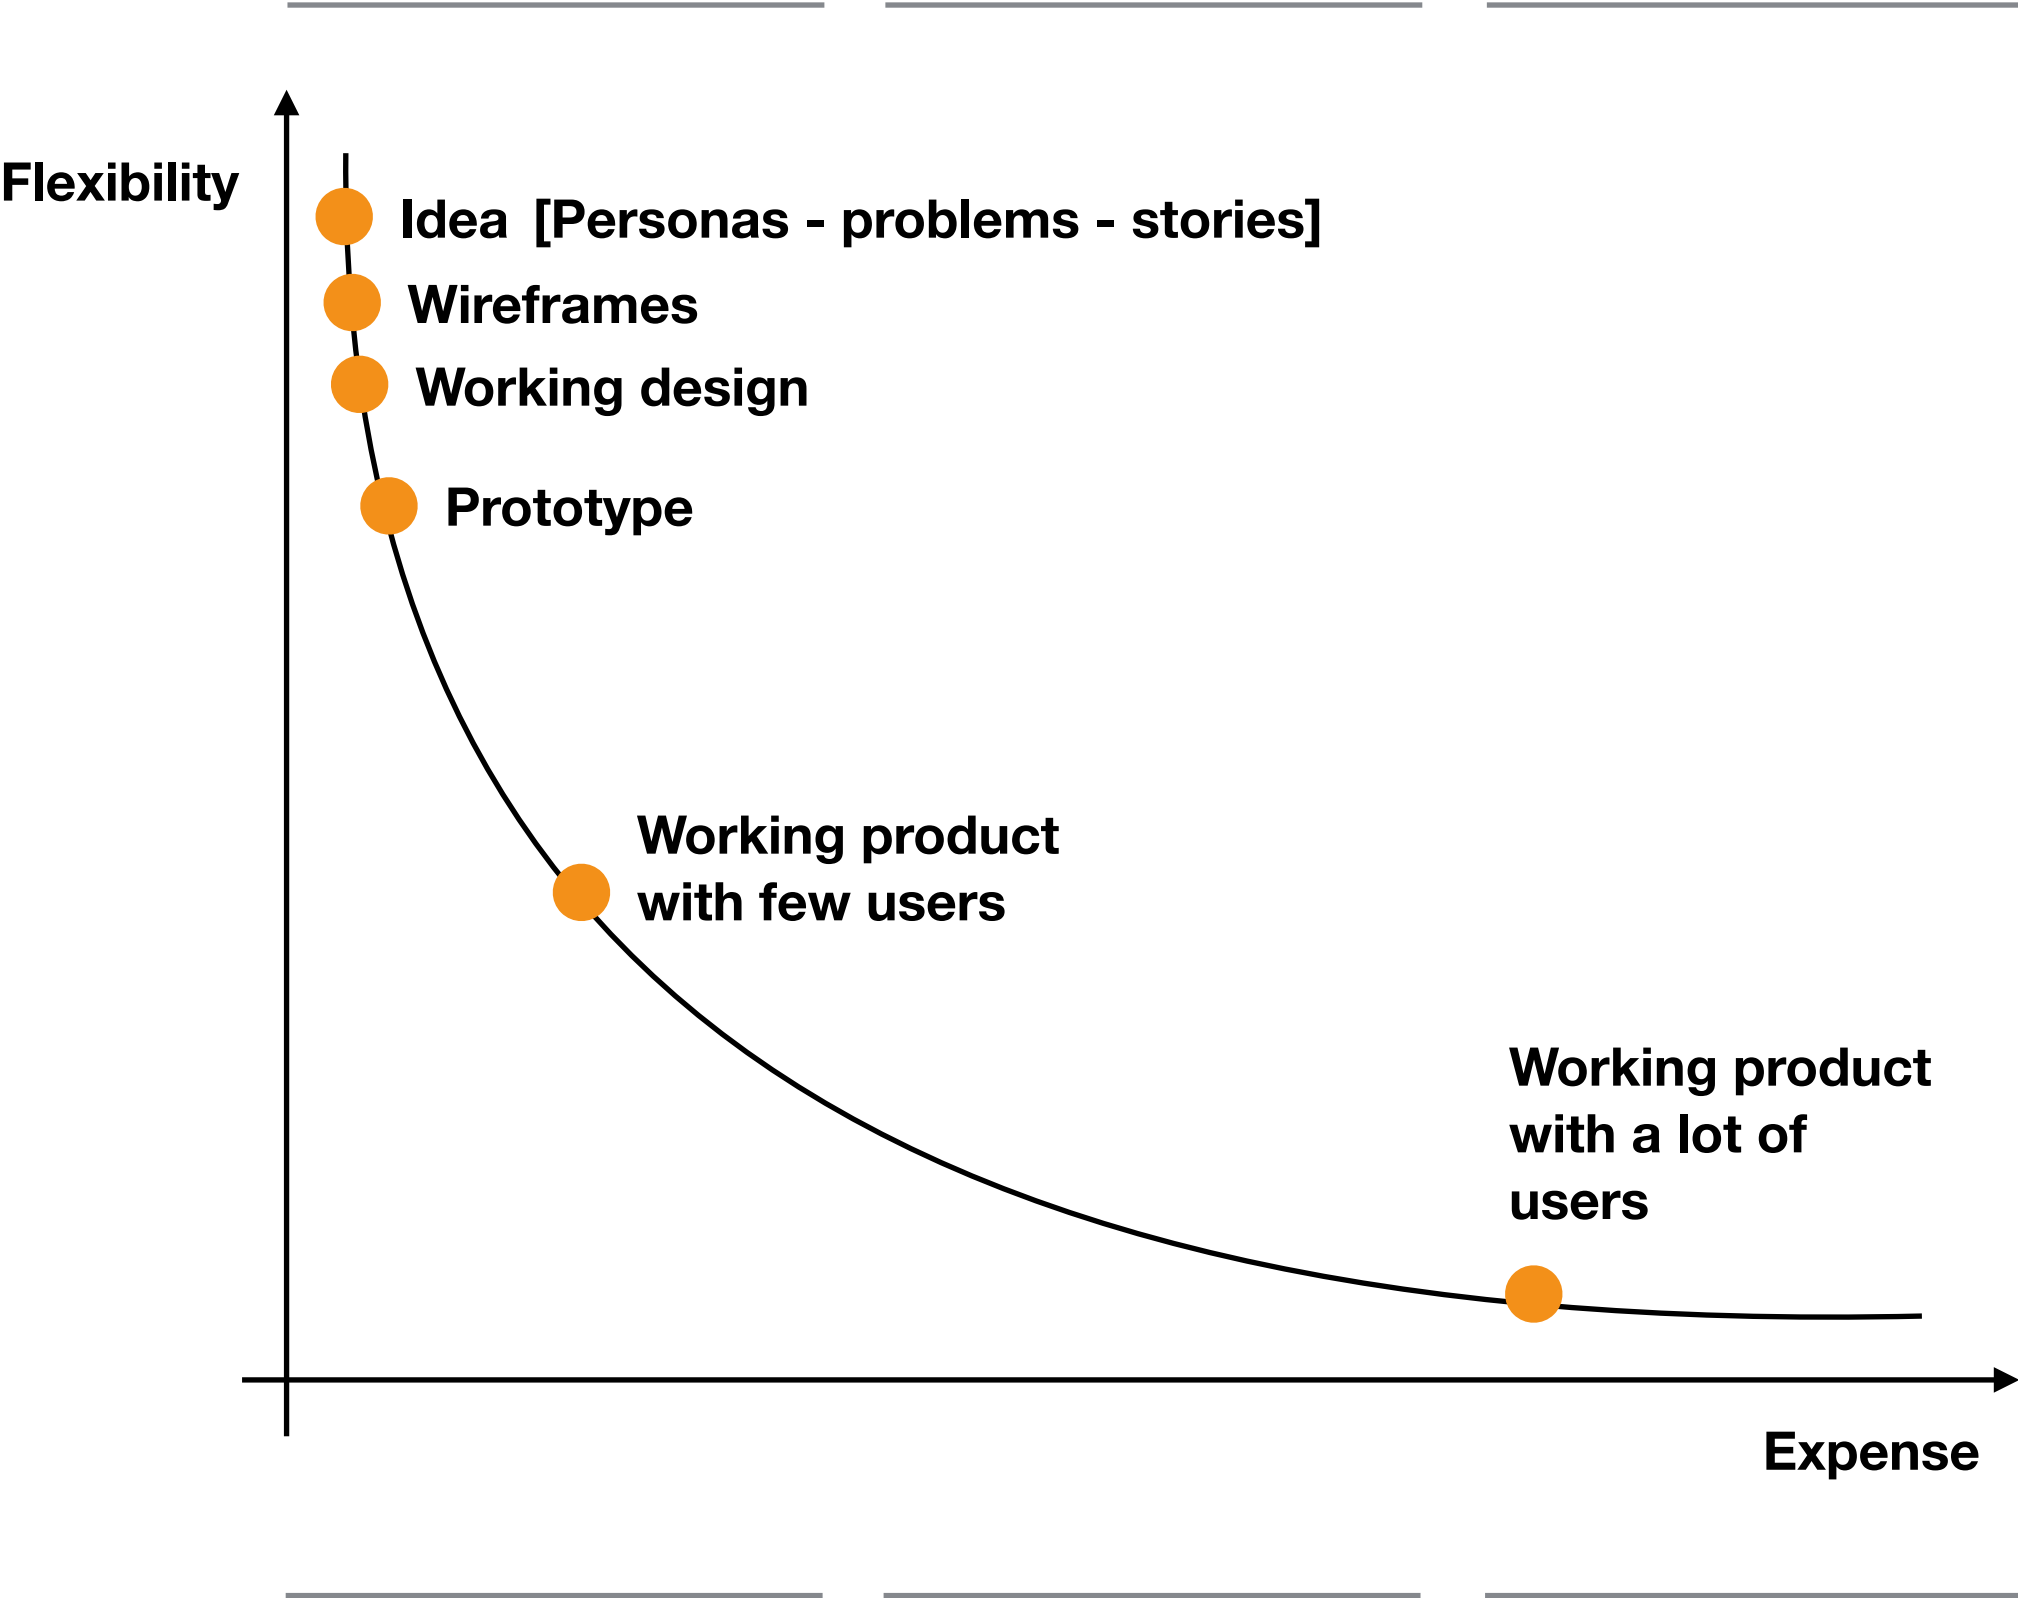 Flexibility
Idea [Personas - problems - stories]
Wireframes
Working design
Prototype
Working product
with few users
Working product
with a lot of
users
Expense